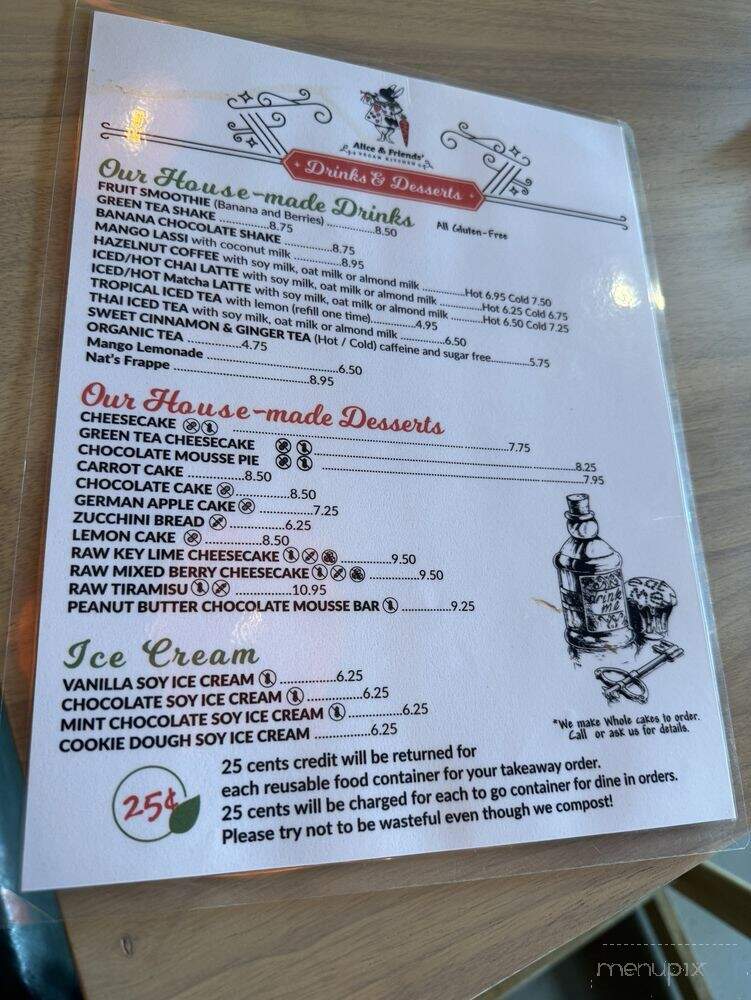 Alice & Friends'
VEGAN KITCHEN
Drinks & Desserts
Our House-made Drinks
All Gluten-Free
FRUIT SMOOTHIE (Banana and Berries) ................8.50
GREEN TEA SHAKE ................8.75
BANANA CHOCOLATE SHAKE ................8.75
MANGO LASSI with coconut milk ................8.95
HAZELNUT COFFEE with soy milk, oat milk or almond milk ..............Hot 6.95 Cold 7.50
ICED/HOT CHAI LATTE with soy milk, oat milk or almond milk ..............Hot 6.25 Cold 6.75
ICED/HOT Matcha LATTE with soy milk, oat milk or almond milk ..............Hot 6.50 Cold 7.25
TROPICAL ICED TEA with lemon (refill one time)..............4.95
THAI ICED TEA with soy milk, oat milk or almond milk ................6.50
SWEET CINNAMON & GINGER TEA (Hot / Cold) caffeine and sugar free..............5.75
ORGANIC TEA ................4.75
Mango Lemonade ................6.50
Nat's Frappe ................8.95
Our House-made Desserts
CHEESECAKE ................7.75
GREEN TEA CHEESECAKE ................8.25
CHOCOLATE MOUSSE PIE ................7.95
CARROT CAKE ................8.50
CHOCOLATE CAKE ................8.50
GERMAN APPLE CAKE ................7.25
ZUCCHINI BREAD ................6.25
LEMON CAKE ................8.50
RAW KEY LIME CHEESECAKE ..............9.50
RAW MIXED BERRY CHEESECAKE ..............9.50
RAW TIRAMISU ................10.95
PEANUT BUTTER CHOCOLATE MOUSSE BAR ..............9.25
drink me
Ice Cream
VANILLA SOY ICE CREAM ................6.25
CHOCOLATE SOY ICE CREAM ................6.25
MINT CHOCOLATE SOY ICE CREAM ................6.25
COOKIE DOUGH SOY ICE CREAM ................6.25
*We make Whole cakes to order.
Call or ask us for details.
25¢
25 cents credit will be returned for
each reusable food container for your takeaway order.
25 cents will be charged for each to go container for dine in orders.
Please try not to be wasteful even though we compost!
menupix